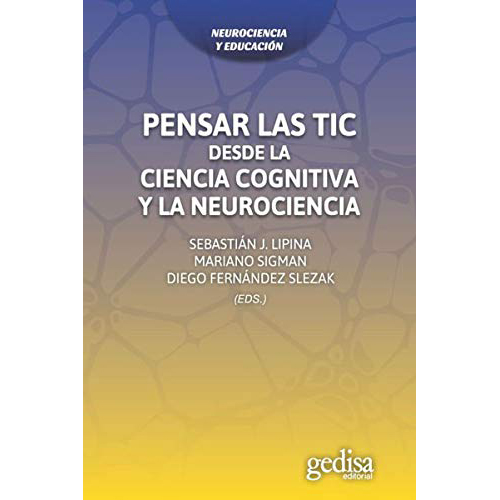 NEUROCIENCIA
Y EDUCACIÓN
PENSAR LAS TIC
DESDE LA
CIENCIA COGNITIVA
Y LA NEUROCIENCIA
SEBASTIÁN J. LIPINA
MARIANO SIGMAN
DIEGO FERNÁNDEZ SLEZAK
(EDS.)
gedisa
editorial